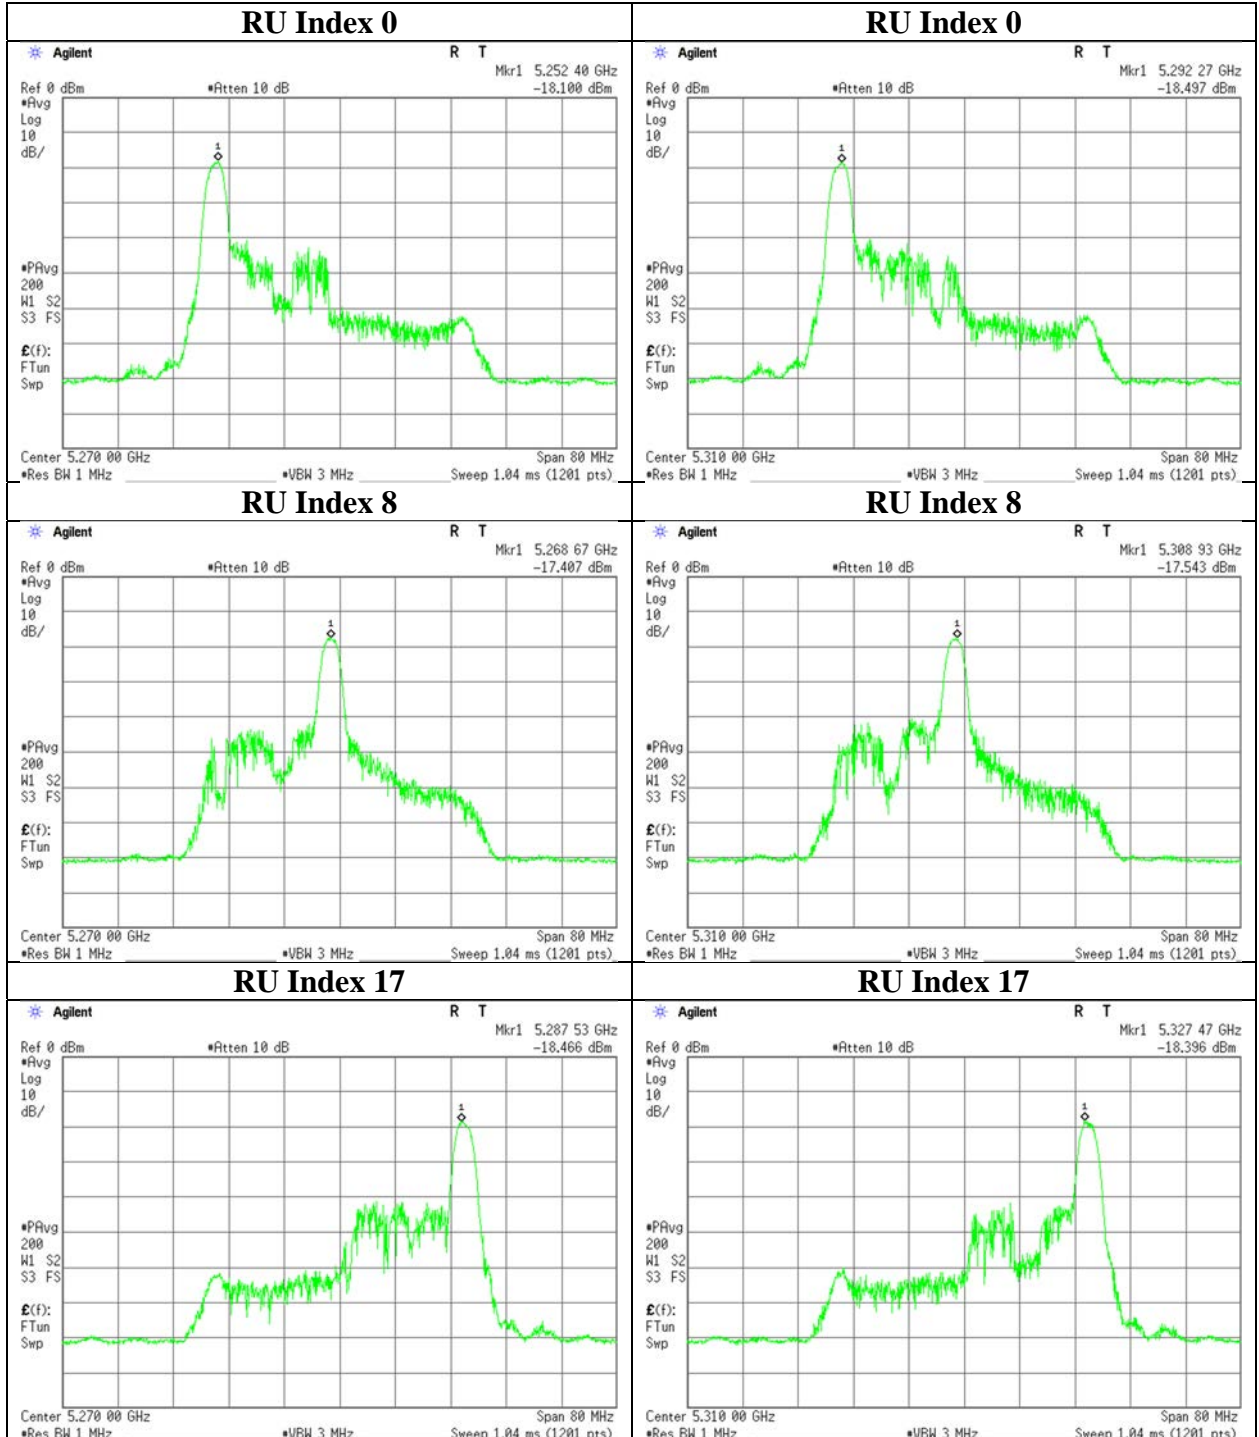 RU Index 0
Agilent R T
Mkr1 5.252 40 GHz
Ref 0 dBm #Atten 10 dB -18.100 dBm
#Avg
Log
10
dB/
1
#PAvg
200
W1 S2
S3 FS
£(f):
FTun
Swp
Center 5.270 00 GHz Span 80 MHz
#Res BW 1 MHz #VBW 3 MHz Sweep 1.04 ms (1201 pts)
RU Index 0
Agilent R T
Mkr1 5.292 27 GHz
Ref 0 dBm #Atten 10 dB -18.497 dBm
#Avg
Log
10
dB/
1
#PAvg
200
W1 S2
S3 FS
£(f):
FTun
Swp
Center 5.310 00 GHz Span 80 MHz
#Res BW 1 MHz #VBW 3 MHz Sweep 1.04 ms (1201 pts)
RU Index 8
Agilent R T
Mkr1 5.268 67 GHz
Ref 0 dBm #Atten 10 dB -17.407 dBm
#Avg
Log
10
dB/
1
#PAvg
200
W1 S2
S3 FS
£(f):
FTun
Swp
Center 5.270 00 GHz Span 80 MHz
#Res BW 1 MHz #VBW 3 MHz Sweep 1.04 ms (1201 pts)
RU Index 8
Agilent R T
Mkr1 5.308 93 GHz
Ref 0 dBm #Atten 10 dB -17.543 dBm
#Avg
Log
10
dB/
1
#PAvg
200
W1 S2
S3 FS
£(f):
FTun
Swp
Center 5.310 00 GHz Span 80 MHz
#Res BW 1 MHz #VBW 3 MHz Sweep 1.04 ms (1201 pts)
RU Index 17
Agilent R T
Mkr1 5.287 53 GHz
Ref 0 dBm #Atten 10 dB -18.466 dBm
#Avg
Log
10
dB/
1
#PAvg
200
W1 S2
S3 FS
£(f):
FTun
Swp
Center 5.270 00 GHz Span 80 MHz
#Res BW 1 MHz #VBW 3 MHz Sweep 1.04 ms (1201 pts)
RU Index 17
Agilent R T
Mkr1 5.327 47 GHz
Ref 0 dBm #Atten 10 dB -18.396 dBm
#Avg
Log
10
dB/
1
#PAvg
200
W1 S2
S3 FS
£(f):
FTun
Swp
Center 5.310 00 GHz Span 80 MHz
#Res BW 1 MHz #VBW 3 MHz Sweep 1.04 ms (1201 pts)